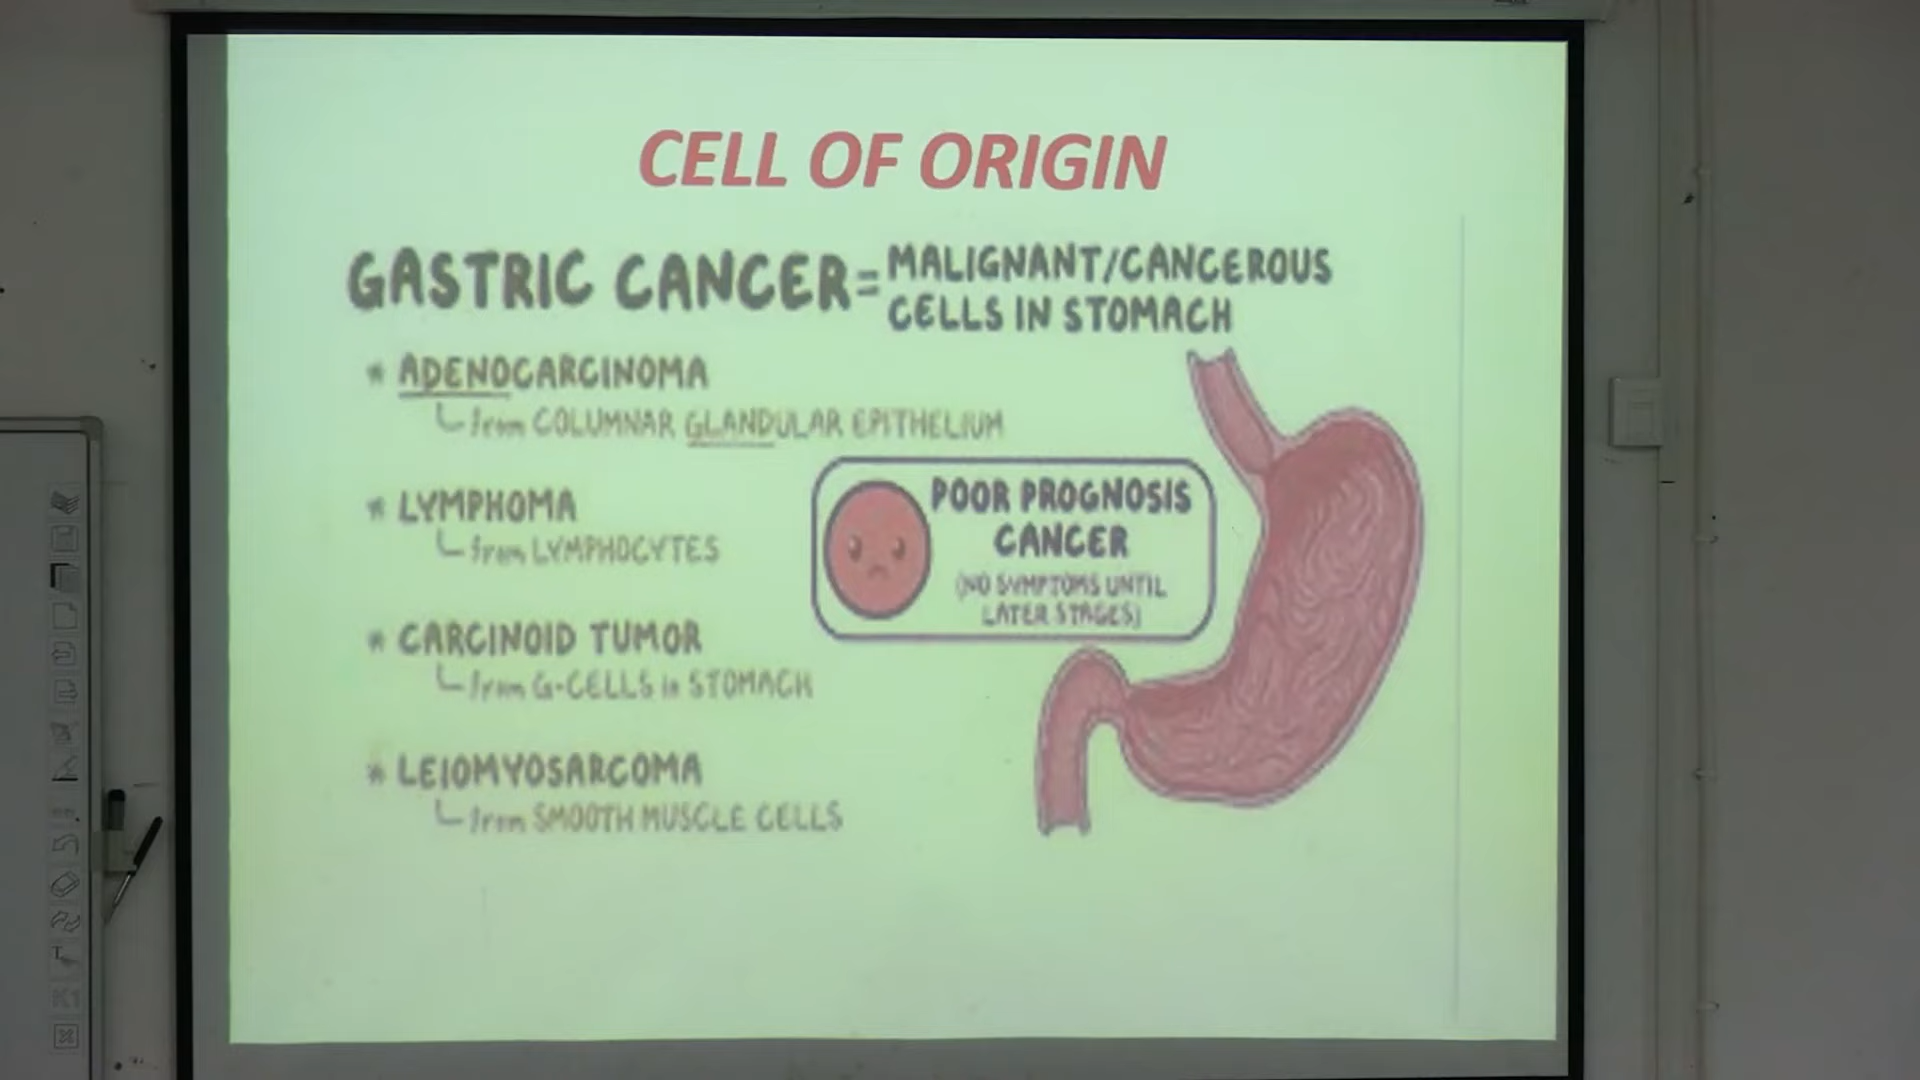 CELL OF ORIGIN
GASTRIC CANCER = MALIGNANT/CANCEROUS
CELLS IN STOMACH
* ADENOCARCINOMA
from COLUMNAR GLANDULAR EPITHELIUM
* LYMPHOMA
from LYMPHOCYTES
* CARCINOID TUMOR
from G-CELLS in STOMACH
* LEIOMYOSARCOMA
from SMOOTH MUSCLE CELLS
POOR PROGNOSIS
CANCER
(NO SYMPTOMS UNTIL
LATER STAGES)